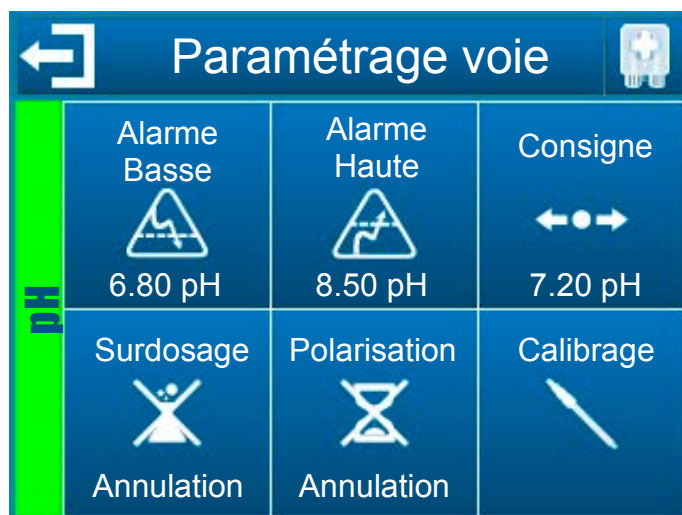 Paramétrage voie
pH
Alarme
Basse
6.80 pH
Alarme
Haute
8.50 pH
Consigne
7.20 pH
Surdosage
Annulation
Polarisation
Annulation
Calibrage